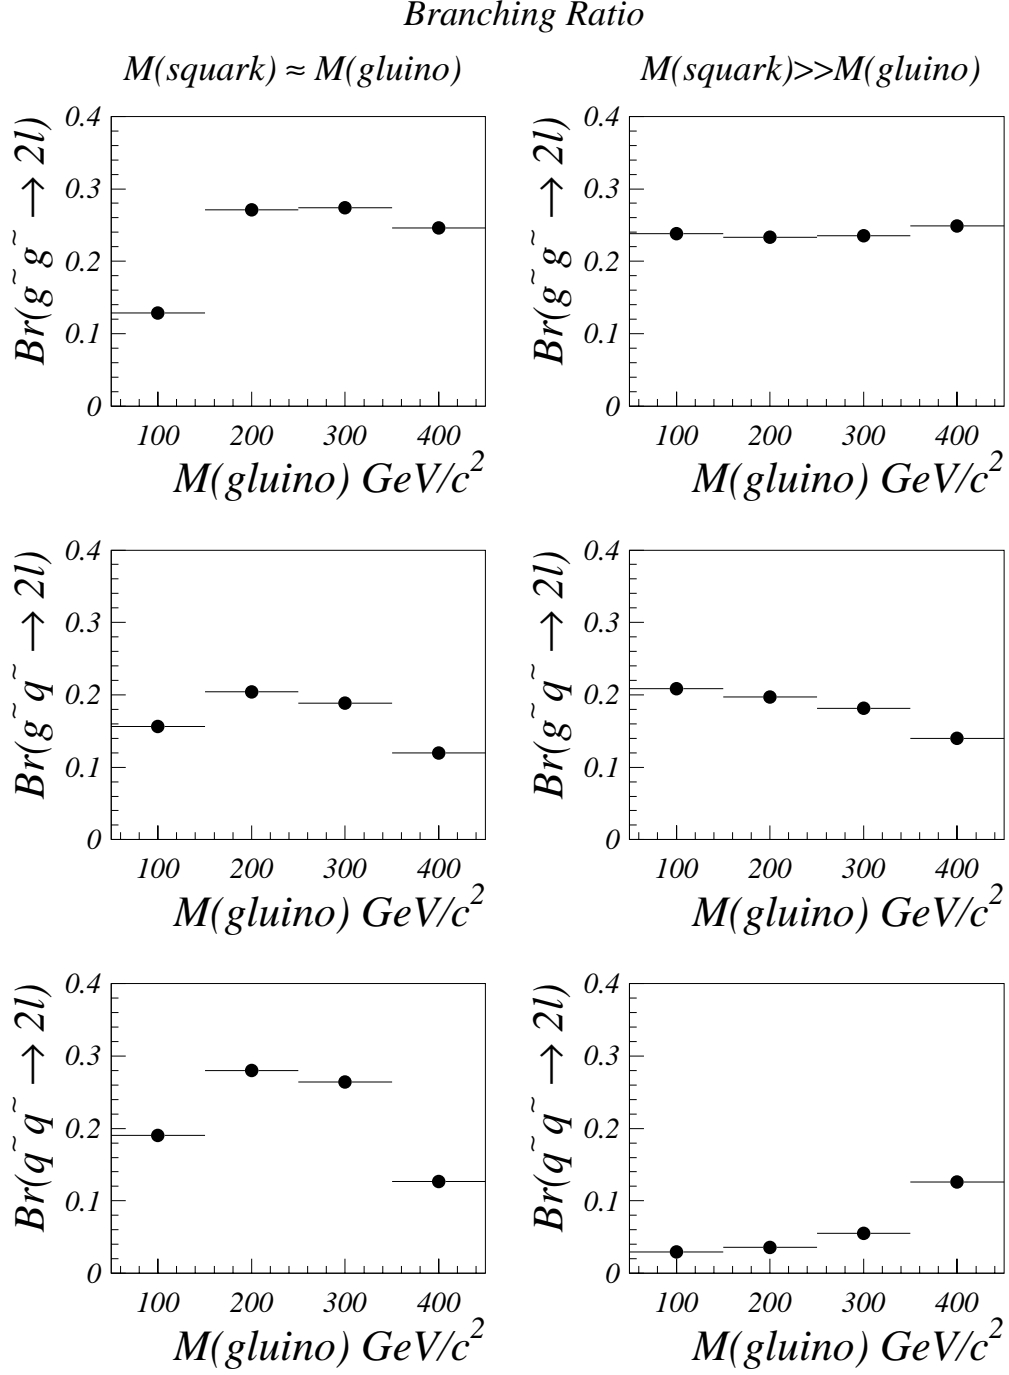 Branching Ratio
M(squark) ≈ M(gluino)
M(squark)>>M(gluino)
Br(g̃ g̃ → 2l)
0.4
0.3
0.2
0.1
0
100 200 300 400
M(gluino) GeV/c²
Br(g̃ g̃ → 2l)
0.4
0.3
0.2
0.1
0
100 200 300 400
M(gluino) GeV/c²
Br(g̃ q̃ → 2l)
0.4
0.3
0.2
0.1
0
100 200 300 400
M(gluino) GeV/c²
Br(g̃ q̃ → 2l)
0.4
0.3
0.2
0.1
0
100 200 300 400
M(gluino) GeV/c²
Br(q̃ q̃ → 2l)
0.4
0.3
0.2
0.1
0
100 200 300 400
M(gluino) GeV/c²
Br(q̃ q̃ → 2l)
0.4
0.3
0.2
0.1
0
100 200 300 400
M(gluino) GeV/c²